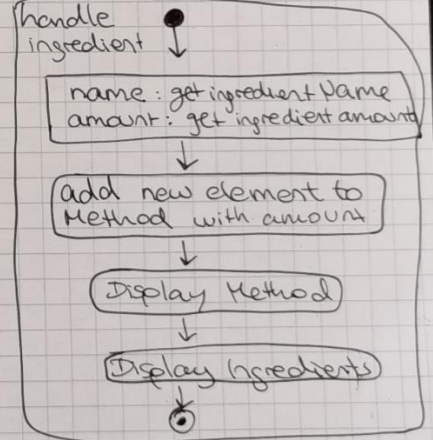 handle
ingredient
name : get ingredient Name
amount : get ingredient amount
add new element to
Method with amount
Display Method
Display Ingredients